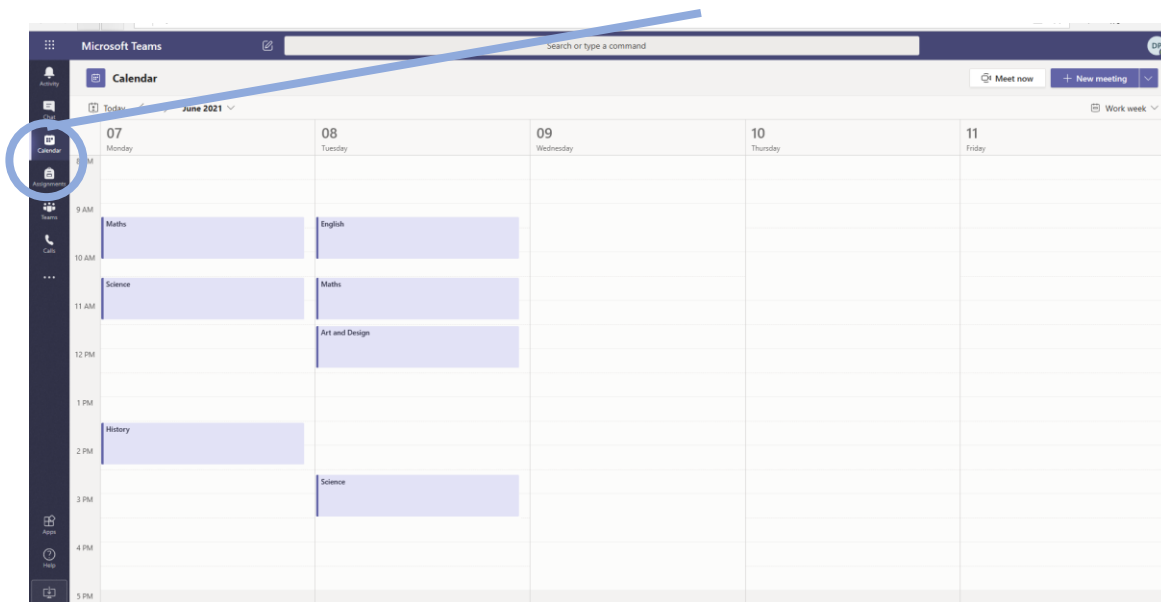 Microsoft Teams
Search or type a command
DP
Activity
Calendar
Meet now
+ New meeting
Chat
Today
June 2021
Work week
Calendar
07
08
09
10
11
Monday
Tuesday
Wednesday
Thursday
Friday
Assignments
Teams
Calls
Apps
Help
9 AM
10 AM
11 AM
12 PM
1 PM
2 PM
3 PM
4 PM
5 PM
Maths
English
Science
Maths
Art and Design
History
Science